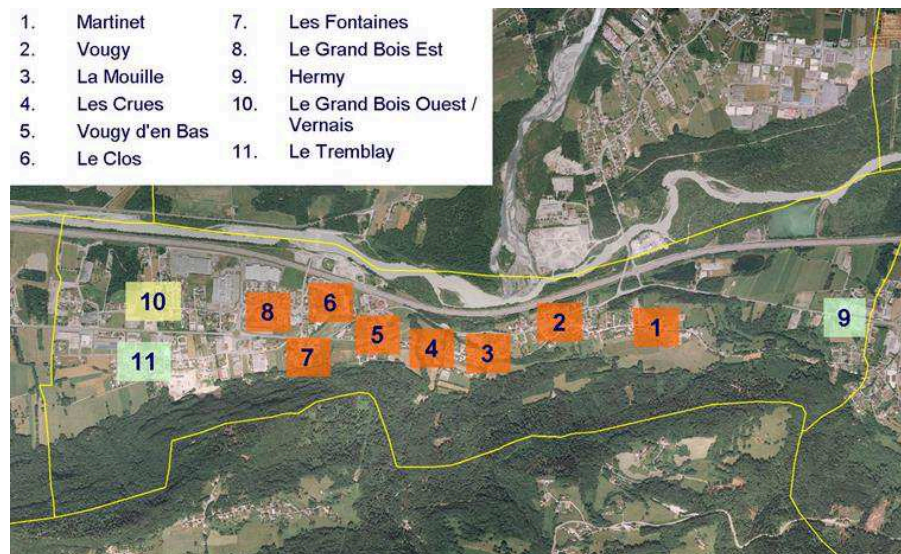 1. Martinet
2. Vougy
3. La Mouille
4. Les Crues
5. Vougy d'en Bas
6. Le Clos
7. Les Fontaines
8. Le Grand Bois Est
9. Hermy
10. Le Grand Bois Ouest /
Vernais
11. Le Tremblay
10
8
6
2
1
9
5
4
3
11
7